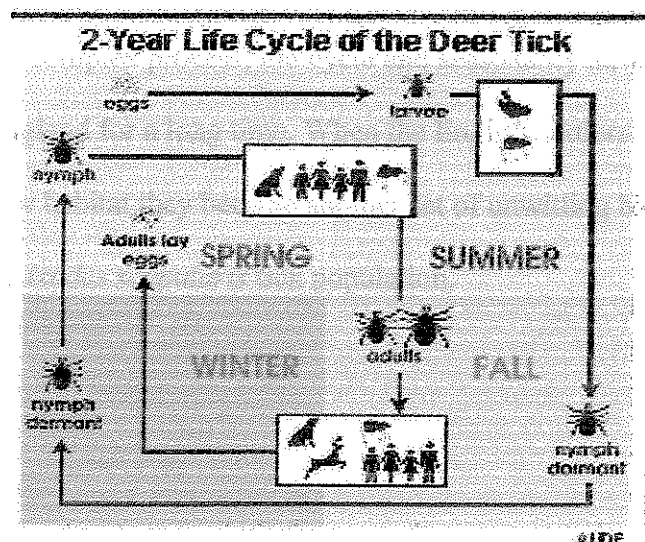 2-Year Life Cycle of the Deer Tick
eggs
larvae
nymph
Adults lay
eggs
SPRING
SUMMER
adults
WINTER
FALL
nymph
dormant
nymph
dormant